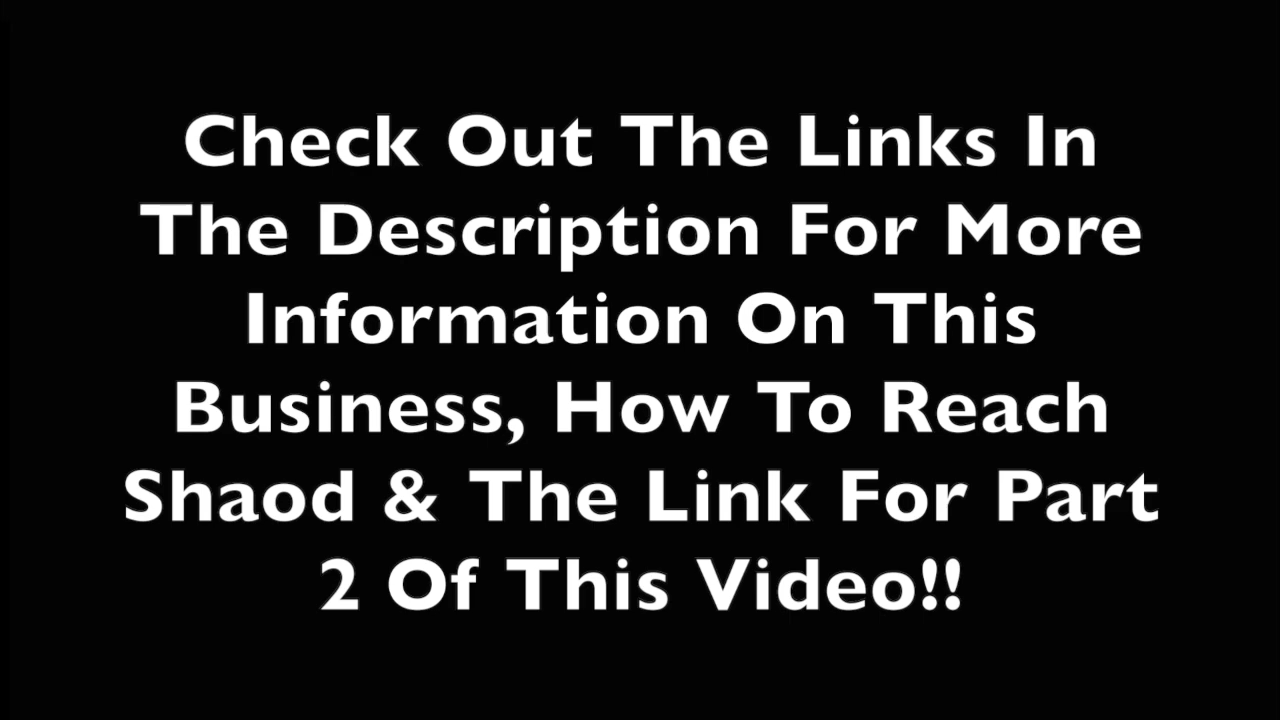 Check Out The Links In
The Description For More
Information On This
Business, How To Reach
Shaod & The Link For Part
2 Of This Video!!